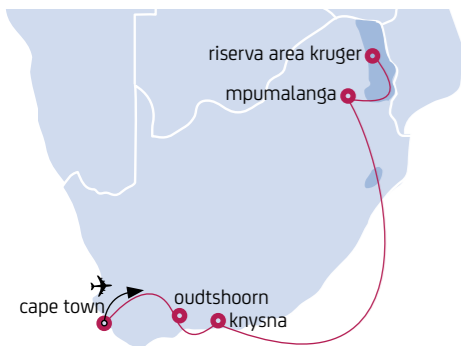 riserva area kruger
mpumalanga
oudtshoorn
cape town
knysna